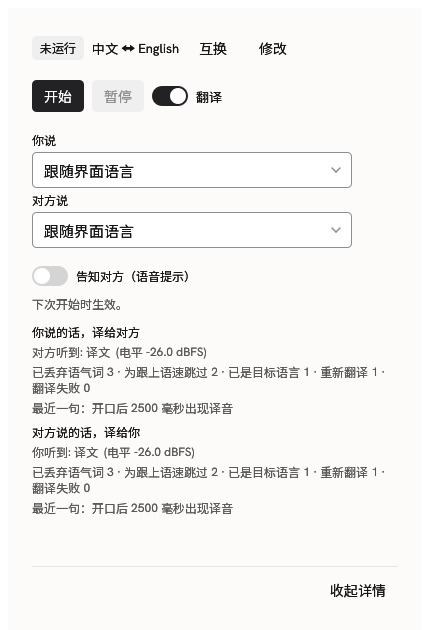 未运行 中文 ⬌ English 互换 修改
开始 暂停 翻译
你说
跟随界面语言
对方说
跟随界面语言
告知对方（语音提示）
下次开始时生效。
你说的话，译给对方
对方听到: 译文 (电平 -26.0 dBFS)
已丢弃语气词 3 · 为跟上语速跳过 2 · 已是目标语言 1 · 重新翻译 1 ·
翻译失败 0
最近一句：开口后 2500 毫秒出现译音
对方说的话，译给你
你听到: 译文 (电平 -26.0 dBFS)
已丢弃语气词 3 · 为跟上语速跳过 2 · 已是目标语言 1 · 重新翻译 1 ·
翻译失败 0
最近一句：开口后 2500 毫秒出现译音
收起详情